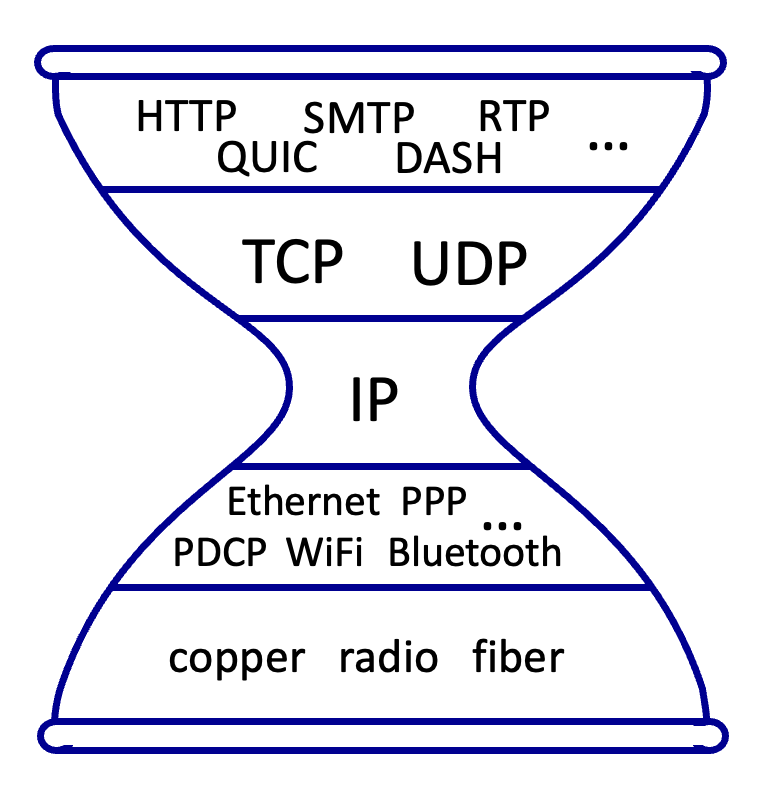 HTTP SMTP RTP
QUIC DASH ...
TCP UDP
IP
Ethernet PPP ...
PDCP WiFi Bluetooth
copper radio fiber